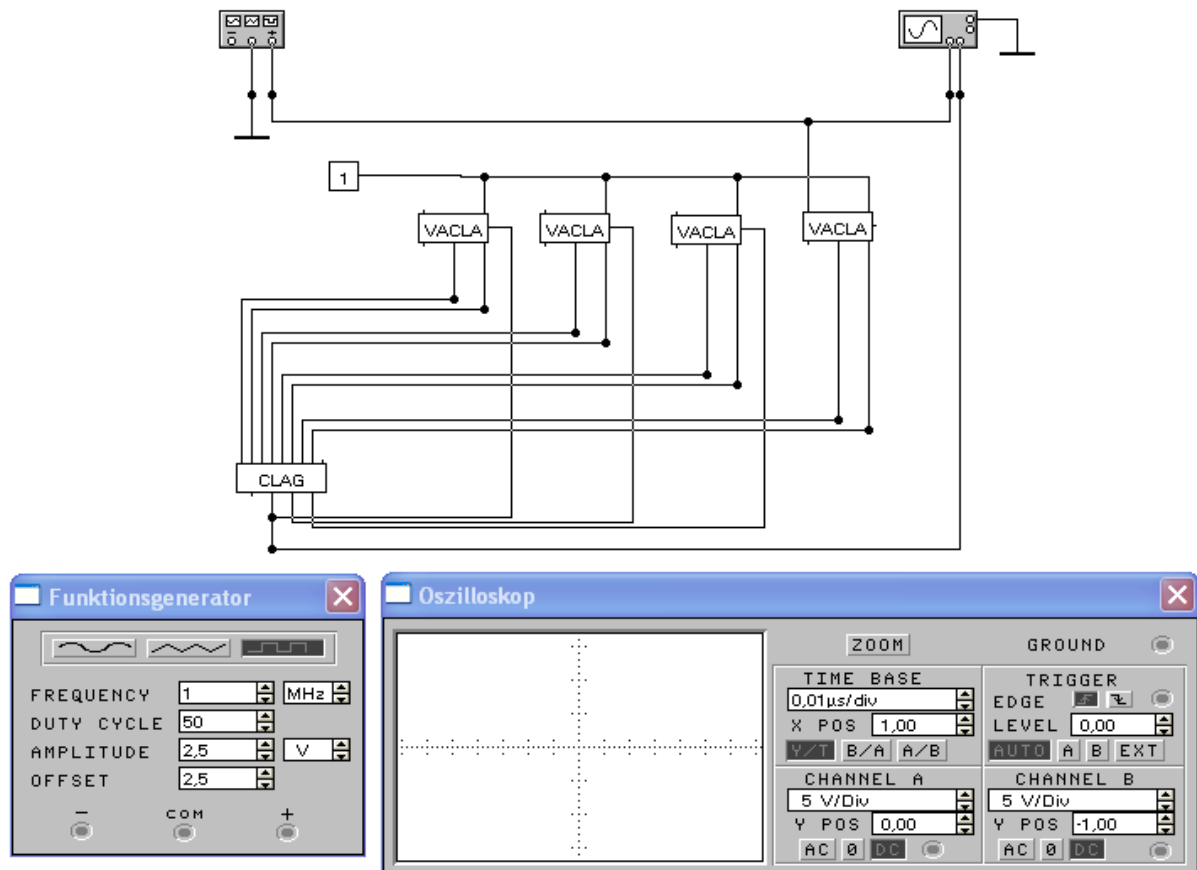 1
VACLA VACLA VACLA VACLA
CLAG
Funktionsgenerator
FREQUENCY 1 MHz
DUTY CYCLE 50
AMPLITUDE 2,5 V
OFFSET 2,5
− COM +
Oszilloskop
ZOOM GROUND
TIME BASE
0,01µs/div
X POS 1,00
Y/T B/A A/B
TRIGGER
EDGE
LEVEL 0,00
AUTO A B EXT
CHANNEL A
5 V/Div
Y POS 0,00
AC 0 DC
CHANNEL B
5 V/Div
Y POS -1,00
AC 0 DC